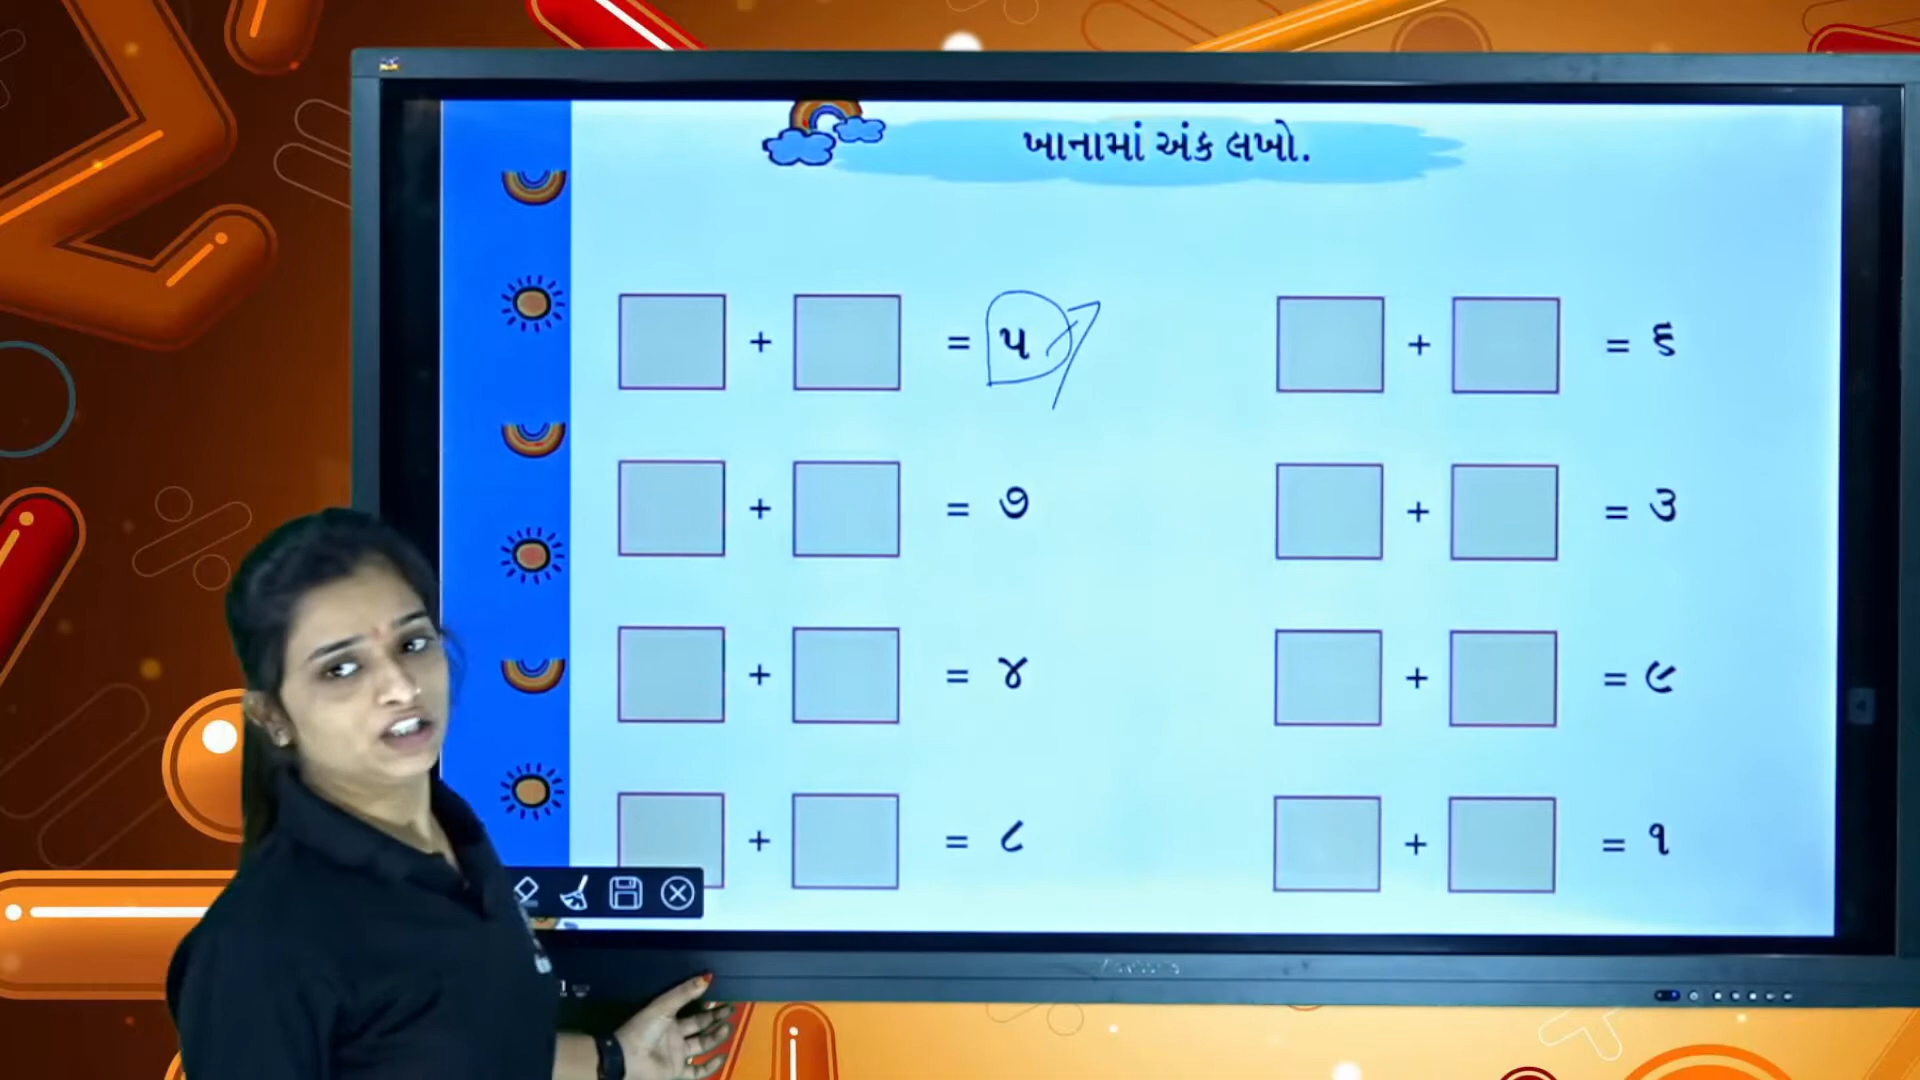 ખાનામાં અંક લખો.
+ = ૫ + = ૬
+ = ૭ + = ૩
+ = ૪ + = ૯
+ = ૮ + = ૧